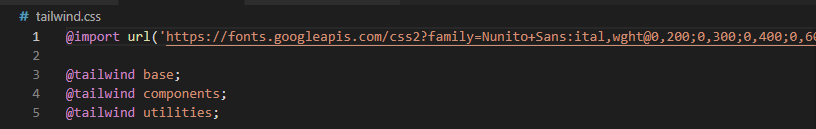 # tailwind.css
1 @import url('https://fonts.googleapis.com/css2?family=Nunito+Sans:ital,wght@0,200;0,300;0,400;0,60
2
3 @tailwind base;
4 @tailwind components;
5 @tailwind utilities;